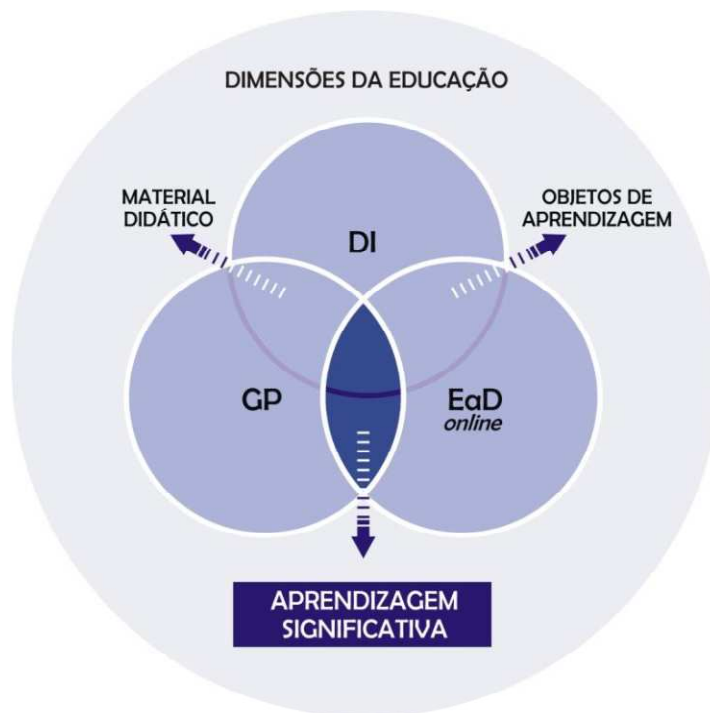 DIMENSÕES DA EDUCAÇÃO
MATERIAL
DIDÁTICO
OBJETOS DE
APRENDIZAGEM
DI
GP
EaD
online
APRENDIZAGEM
SIGNIFICATIVA